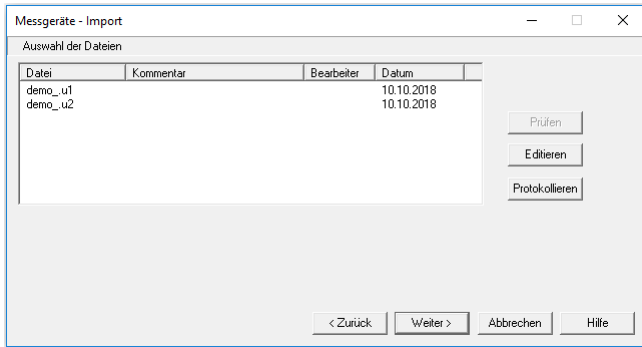 Messgeräte - Import
Auswahl der Dateien
Datei Kommentar Bearbeiter Datum
demo_.u1 10.10.2018
demo_.u2 10.10.2018
Prüfen
Editieren
Protokollieren
< Zurück Weiter > Abbrechen Hilfe